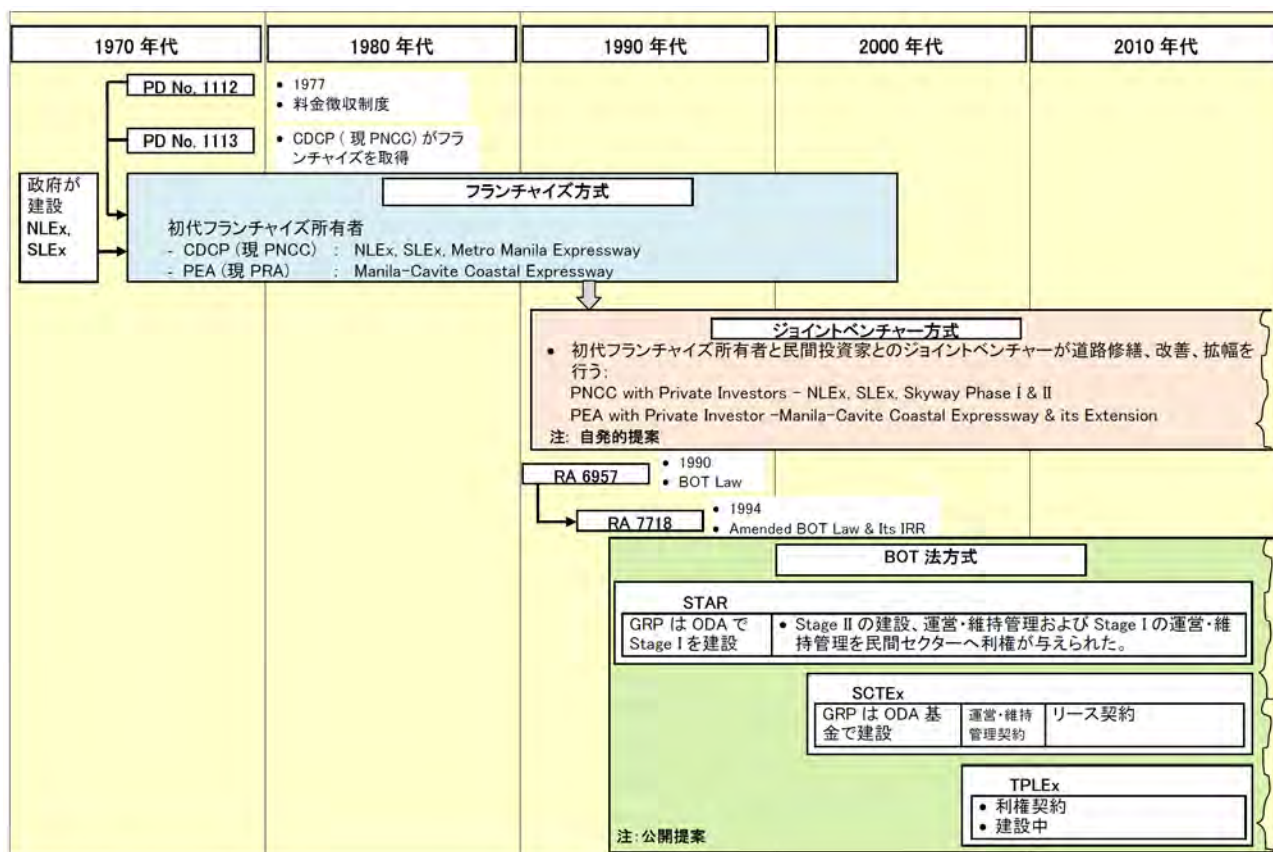 1970 年代
1980 年代
1990 年代
2000 年代
2010 年代
PD No. 1112
• 1977
• 料金徴収制度
PD No. 1113
• CDCP ( 現 PNCC) がフ
ランチャイズを取得
政府が
建設
NLEx,
SLEx
フランチャイズ方式
初代フランチャイズ所有者
- CDCP (現 PNCC) : NLEx, SLEx, Metro Manila Expressway
- PEA (現 PRA) : Manila-Cavite Coastal Expressway
ジョイントベンチャー方式
• 初代フランチャイズ所有者と民間投資家とのジョイントベンチャーが道路修繕、改善、拡幅を
行う:
PNCC with Private Investors – NLEx, SLEx, Skyway Phase I & II
PEA with Private Investor –Manila-Cavite Coastal Expressway & its Extension
注: 自発的提案
RA 6957
• 1990
• BOT Law
RA 7718
• 1994
• Amended BOT Law & Its IRR
BOT 法方式
STAR
GRP は ODA で
Stage I を建設
• Stage II の建設、運営・維持管理および Stage I の運営・維
持管理を民間セクターへ利権が与えられた。
SCTEx
GRP は ODA 基
金で建設
運営・維持
管理契約
リース契約
TPLEx
• 利権契約
• 建設中
注: 公開提案